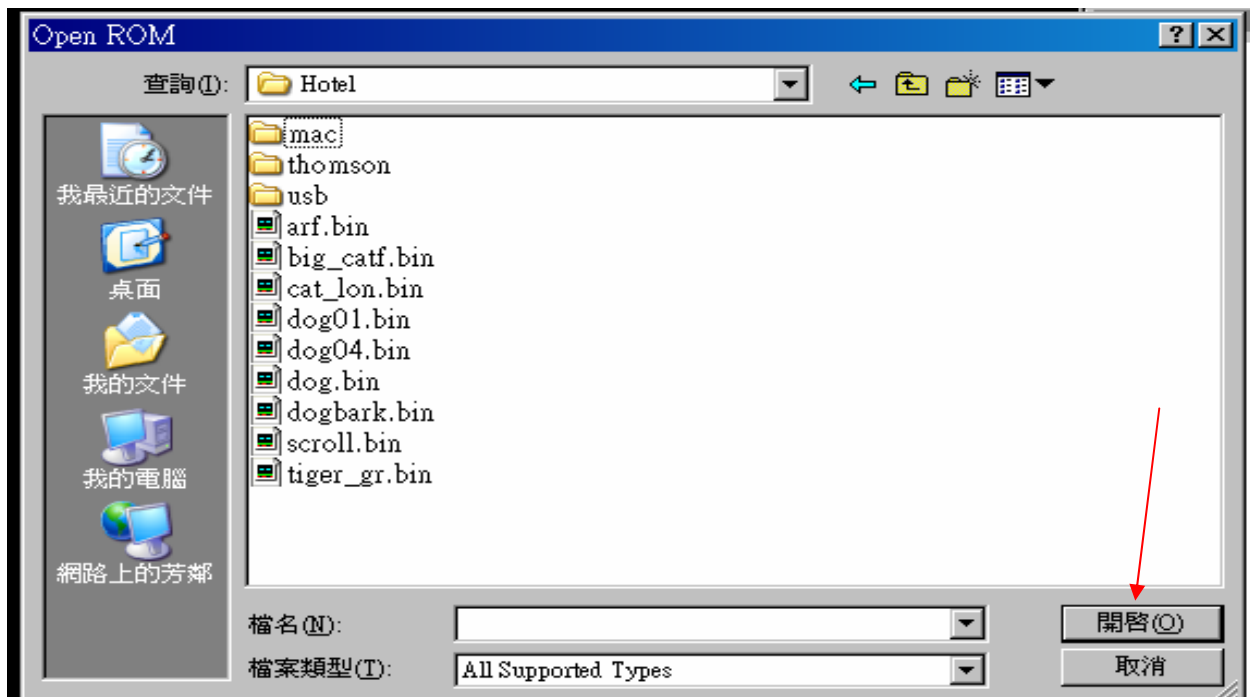 Open ROM
查詢(I):
Hotel
我最近的文件
桌面
我的文件
我的電腦
網路上的芳鄰
mac
thomson
usb
arf.bin
big_catf.bin
cat_lon.bin
dog01.bin
dog04.bin
dog.bin
dogbark.bin
scroll.bin
tiger_gr.bin
檔名(N):
開啓(O)
檔案類型(T):
All Supported Types
取消